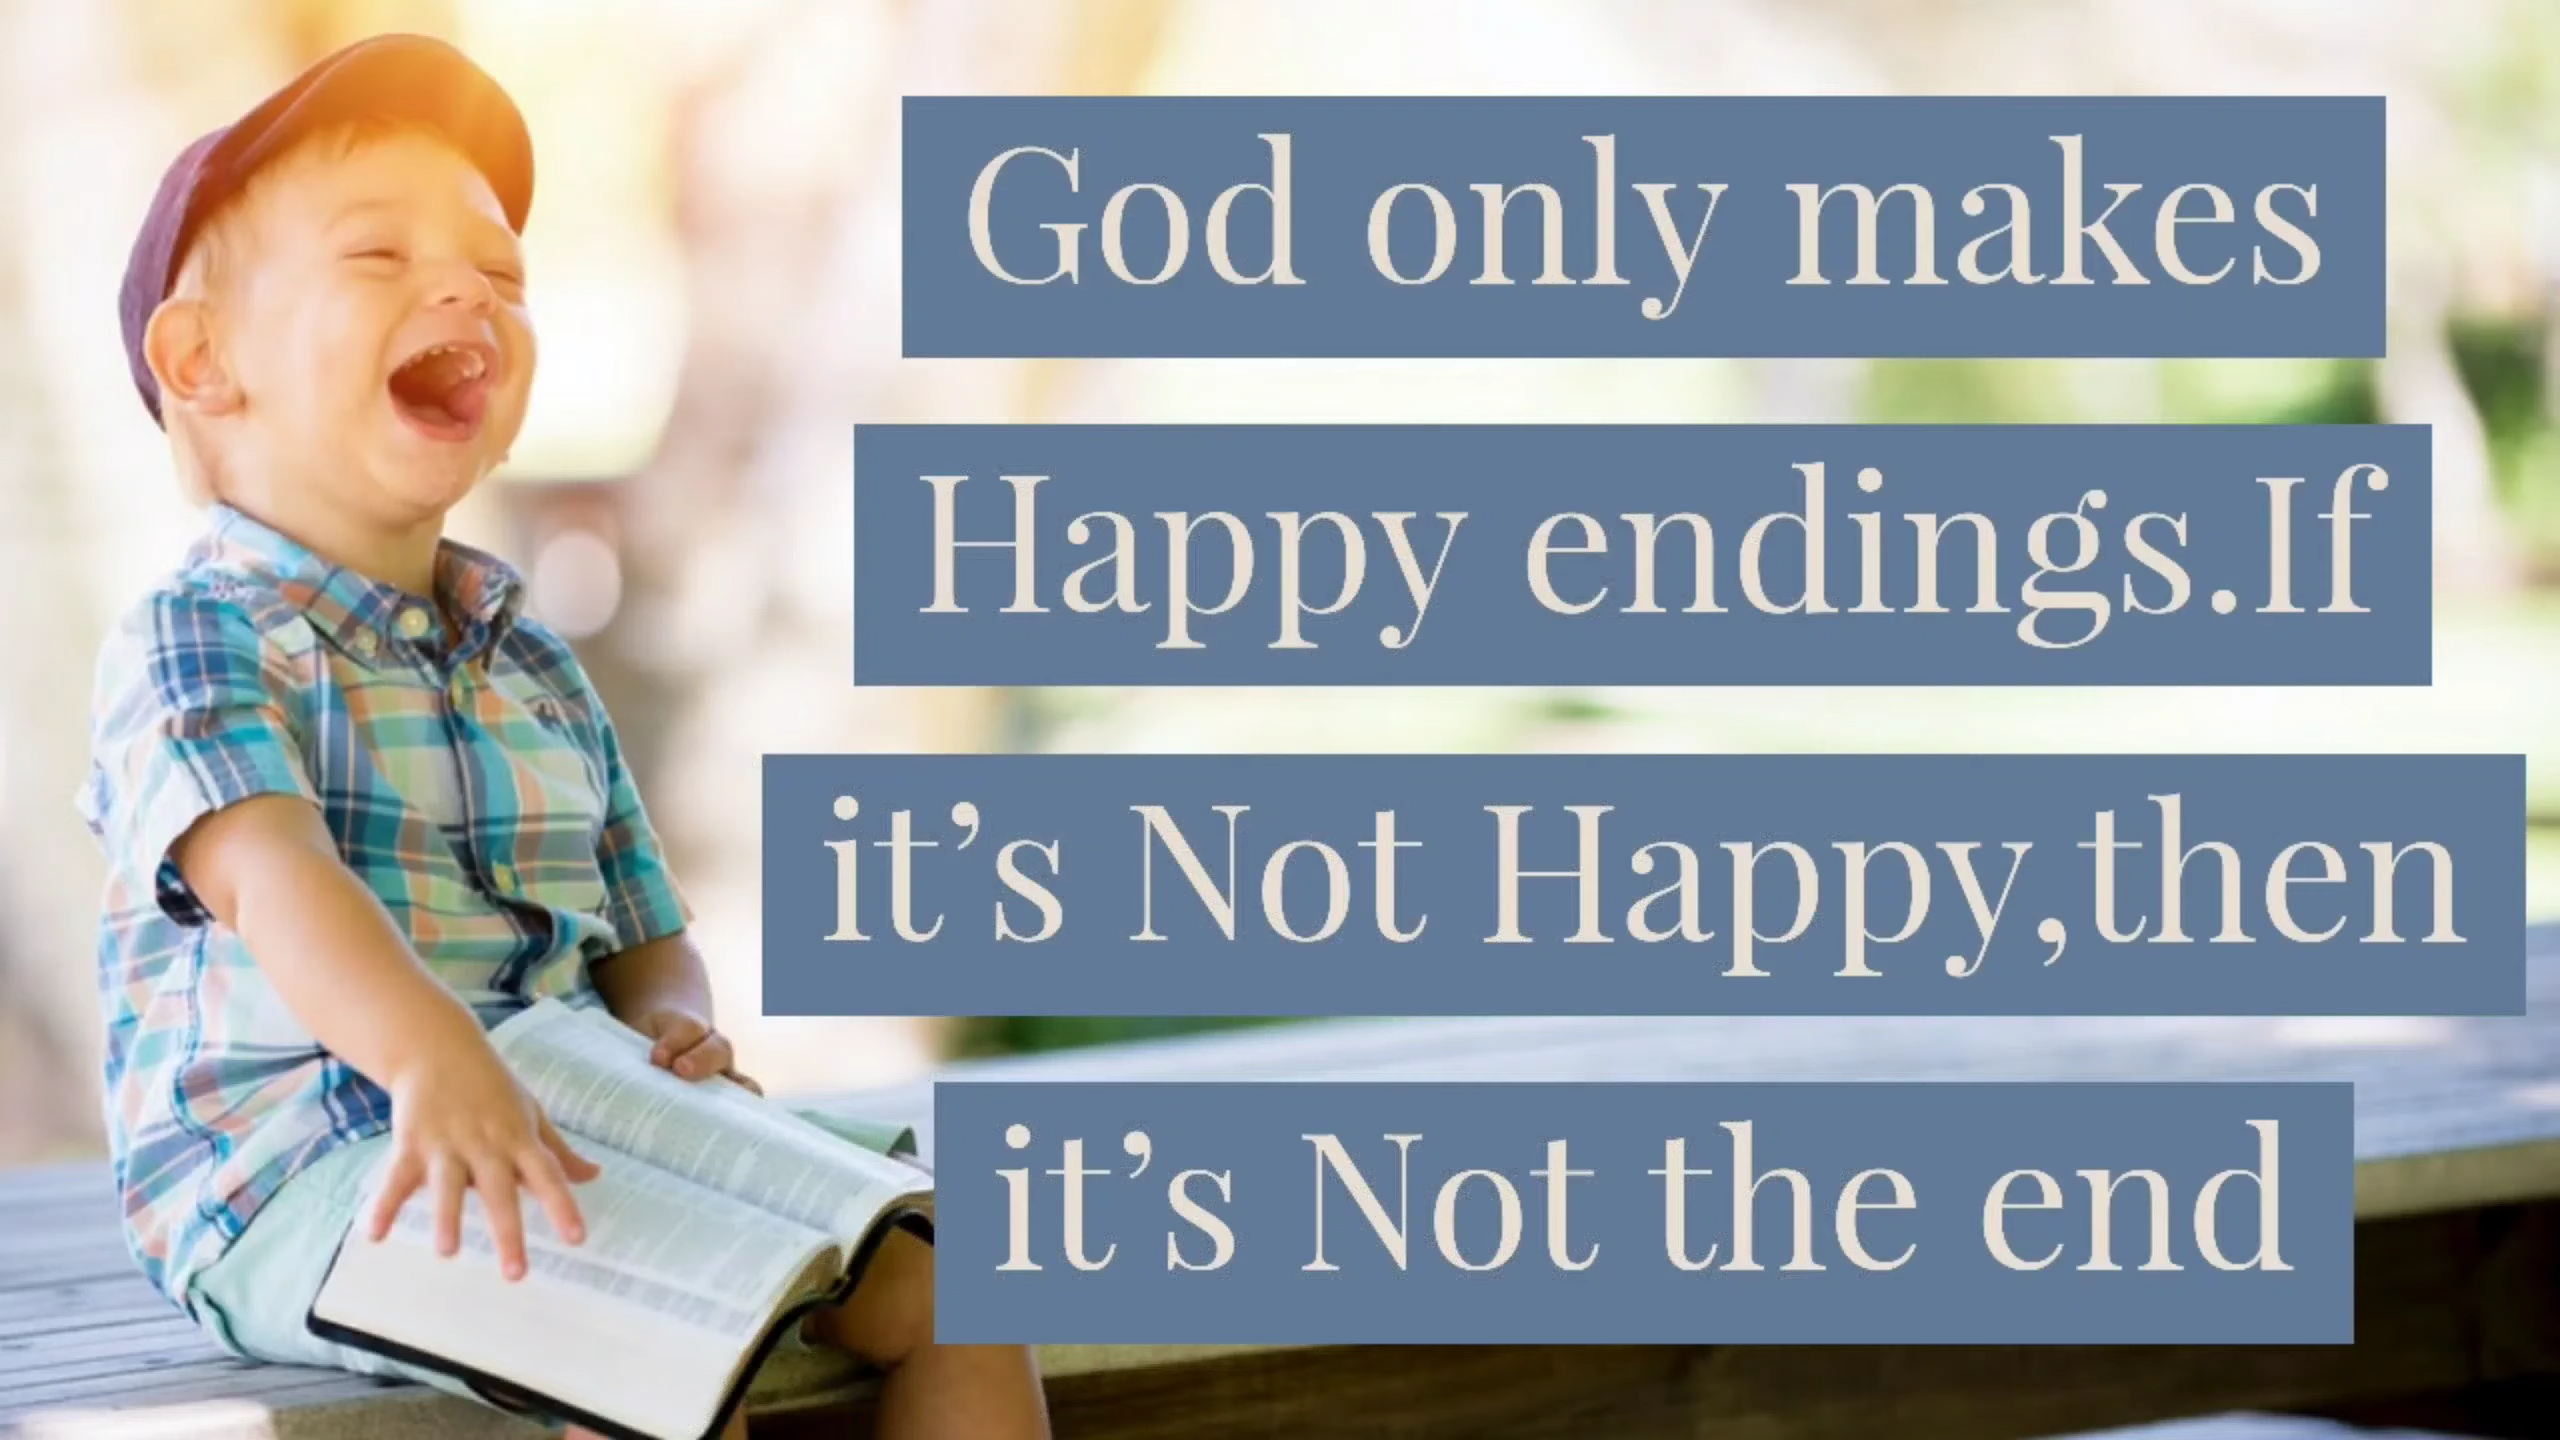 God only makes
Happy endings.If
it’s Not Happy,then
it’s Not the end